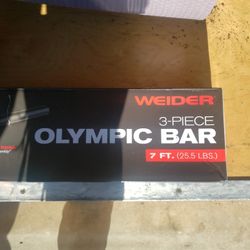 WEIDER
3-PIECE
OLYMPIC BAR
7 FT. (25.5 LBS.)